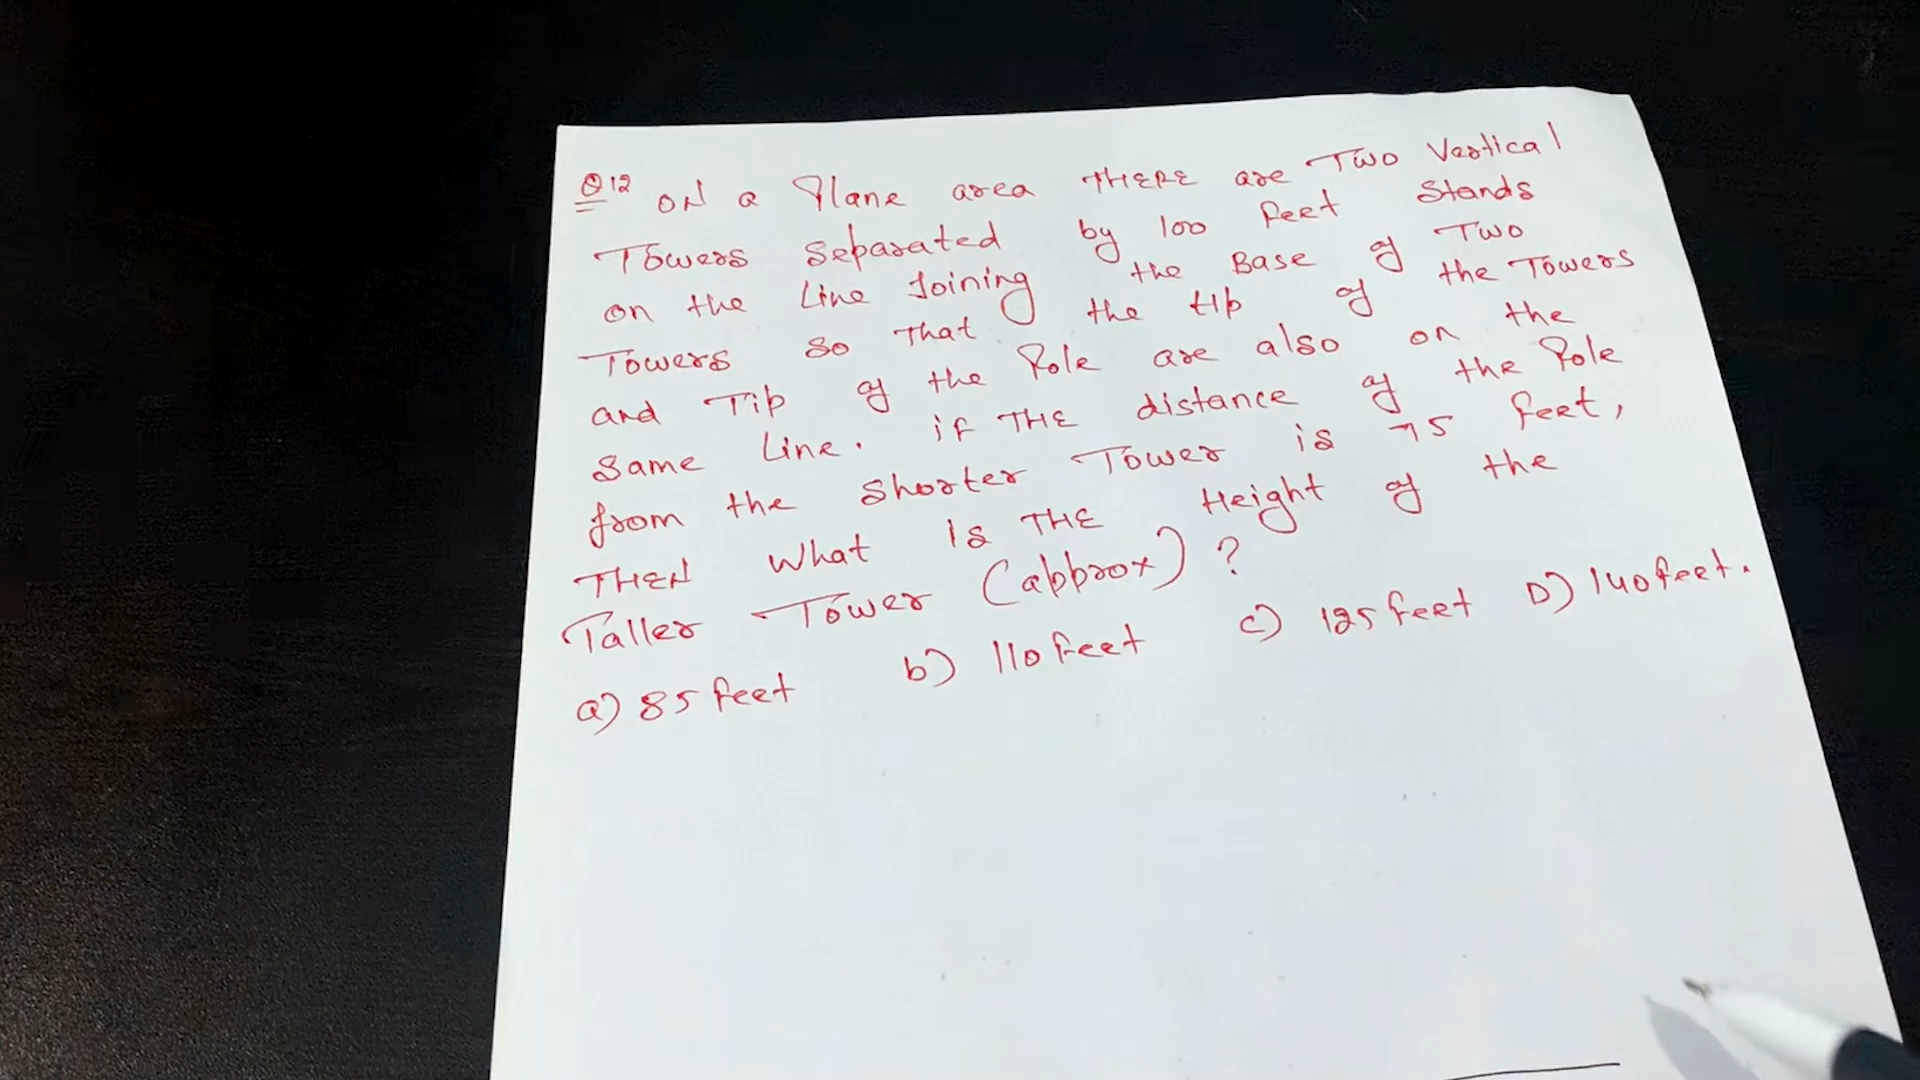 Q12 ON a Plane area THERE are Two Vertical
Towers separated by 100 feet Stands
on the Line Joining the BASE of Two
Towers so that the tip of the Towers
and Tip of the Pole are also on the
same Line. if THE distance of the Pole
from the shorter Tower is 75 feet,
THEN what is THE Height of the
Taller Tower (approx) ?
a) 85 feet b) 110 feet c) 125 feet D) 140 feet.